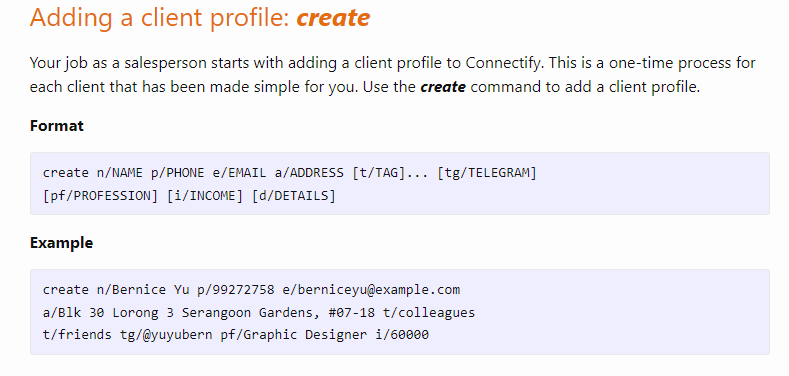 Adding a client profile: create
Your job as a salesperson starts with adding a client profile to Connectify. This is a one-time process for
each client that has been made simple for you. Use the create command to add a client profile.
Format
create n/NAME p/PHONE e/EMAIL a/ADDRESS [t/TAG]... [tg/TELEGRAM]
[pf/PROFESSION] [i/INCOME] [d/DETAILS]
Example
create n/Bernice Yu p/99272758 e/berniceyu@example.com
a/Blk 30 Lorong 3 Serangoon Gardens, #07-18 t/colleagues
t/friends tg/@yuyubern pf/Graphic Designer i/60000